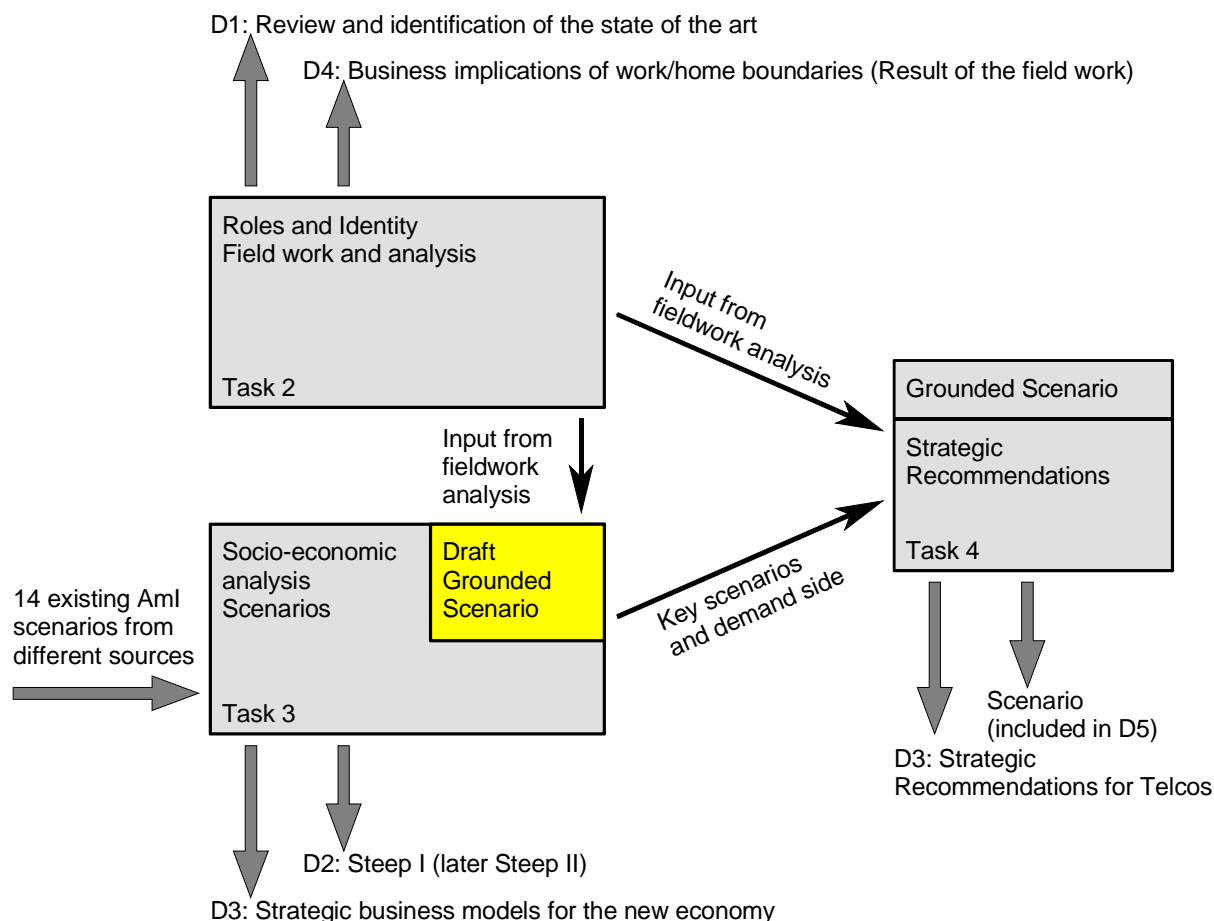 D1: Review and identification of the state of the art
D4: Business implications of work/home boundaries (Result of the field work)
Roles and Identity
Field work and analysis
Task 2
Input from
fieldwork analysis
Input from
fieldwork
analysis
Grounded Scenario
Strategic
Recommendations
Task 4
Socio-economic
analysis
Scenarios
Draft
Grounded
Scenario
Task 3
14 existing AmI
scenarios from
different sources
Key scenarios
and demand side
Scenario
(included in D5)
D3: Strategic
Recommendations for Telcos
D2: Steep I (later Steep II)
D3: Strategic business models for the new economy